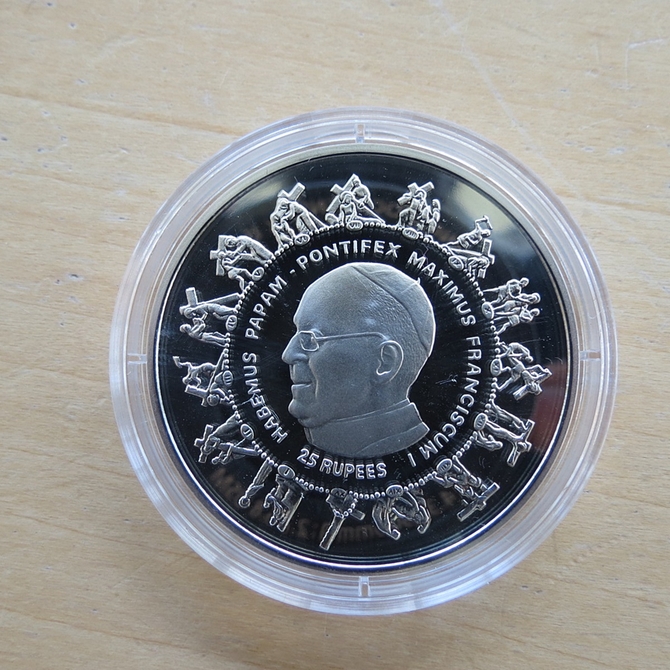 HABEMUS PAPAM - PONTIFEX MAXIMUS FRANCISCUM I
25 RUPEES